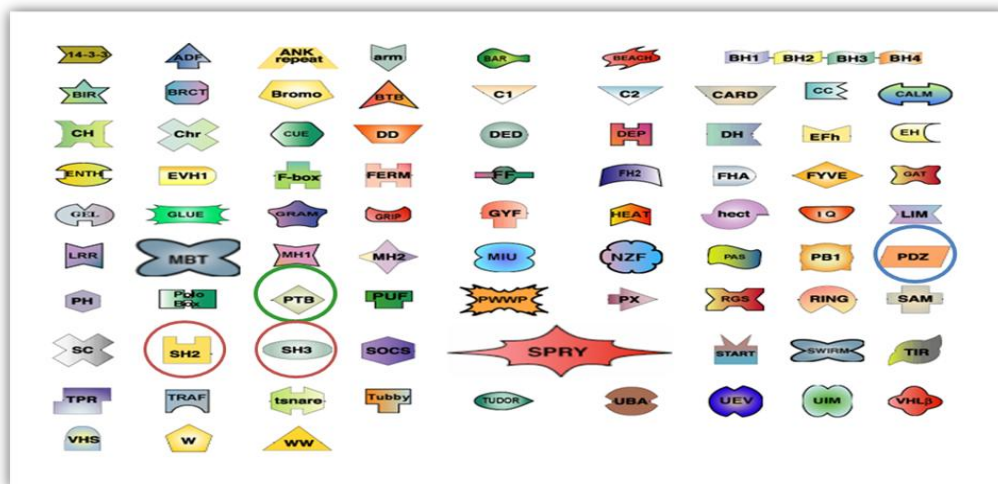 14-3-3 ADF ANK repeat arm BAR BEACH BH1 BH2 BH3 BH4
BIR BRCT Bromo BTB C1 C2 CARD CC CALM
CH Chr CUE DD DED DEP DH EFh EH
ENTH EVH1 F-box FERM FF FH2 FHA FYVE GAT
GEL GLUE GRAM GRIP GYF HEAT hect IQ LIM
LRR MBT MH1 MH2 MIU NZF PAS PB1 PDZ
PH Polo Box PTB PUF PWWP PX RGS RING SAM
SC SH2 SH3 SOCS SPRY START SWIRM TIR
TPR TRAF tsnare Tubby TUDOR UBA UEV UIM VHLβ
VHS W WW